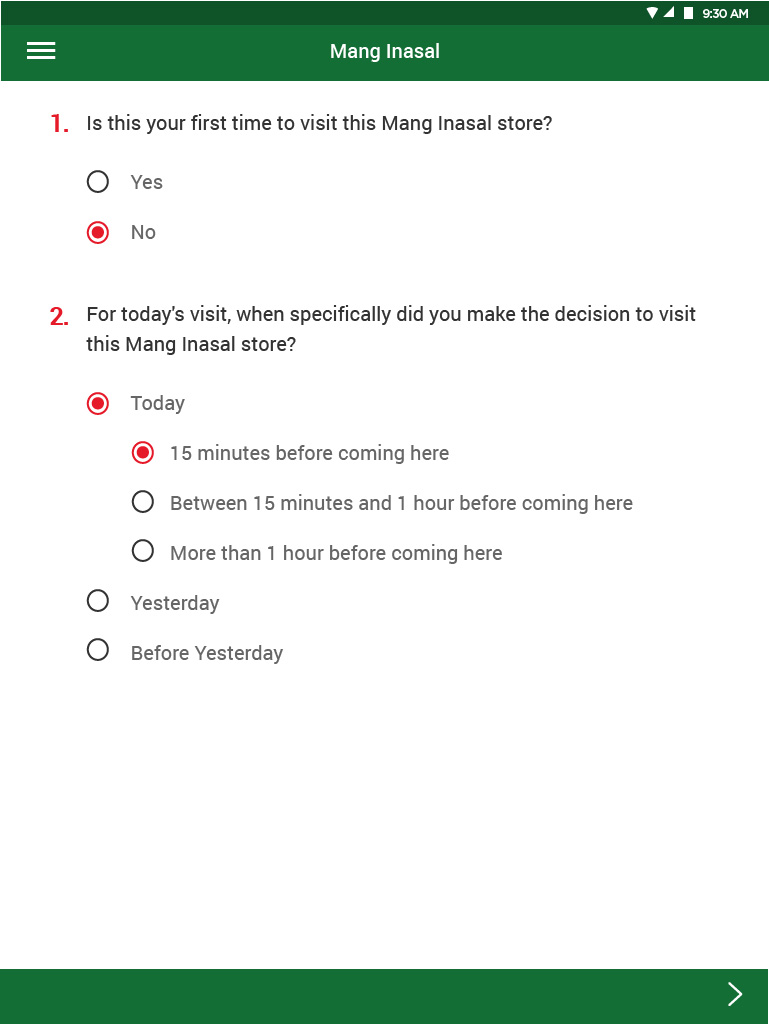 9:30 AM
Mang Inasal
1. Is this your first time to visit this Mang Inasal store?
Yes
No
2. For today's visit, when specifically did you make the decision to visit
this Mang Inasal store?
Today
15 minutes before coming here
Between 15 minutes and 1 hour before coming here
More than 1 hour before coming here
Yesterday
Before Yesterday